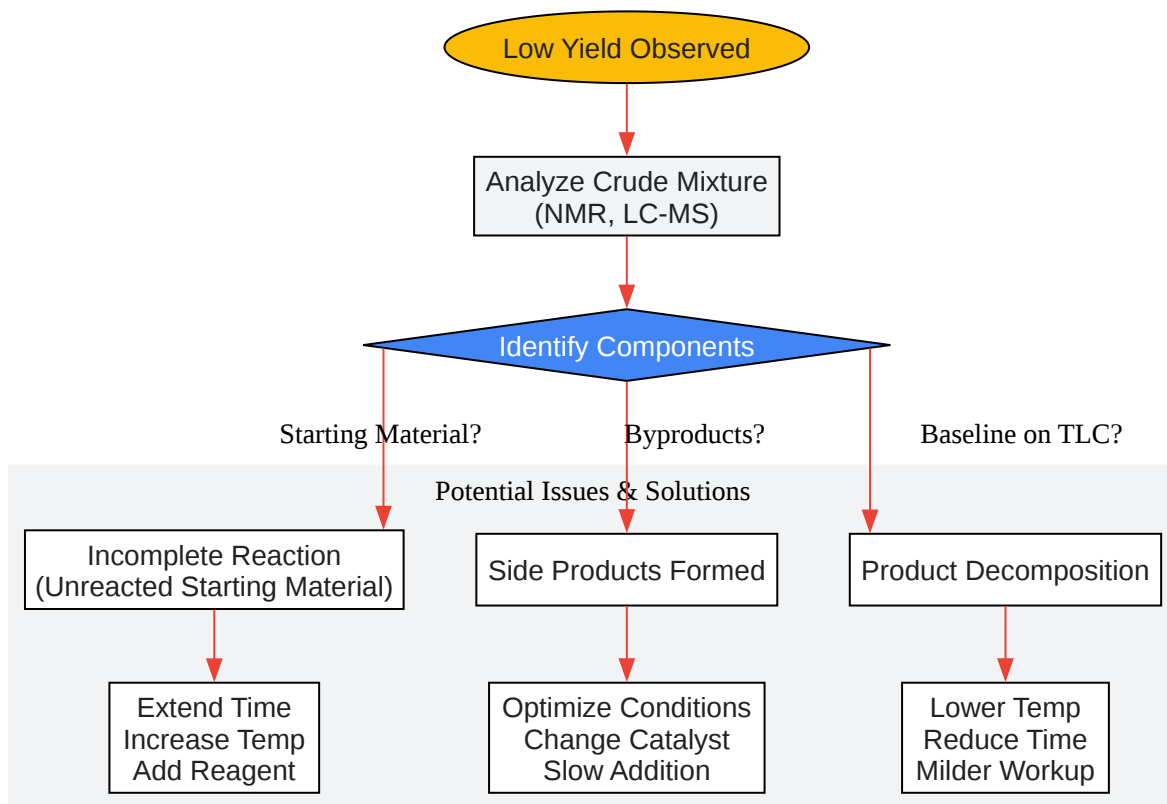 Low Yield Observed
Analyze Crude Mixture
(NMR, LC-MS)
Identify Components
Starting Material?
Byproducts?
Baseline on TLC?
Potential Issues & Solutions
Incomplete Reaction
(Unreacted Starting Material)
Side Products Formed
Product Decomposition
Extend Time
Increase Temp
Add Reagent
Optimize Conditions
Change Catalyst
Slow Addition
Lower Temp
Reduce Time
Milder Workup